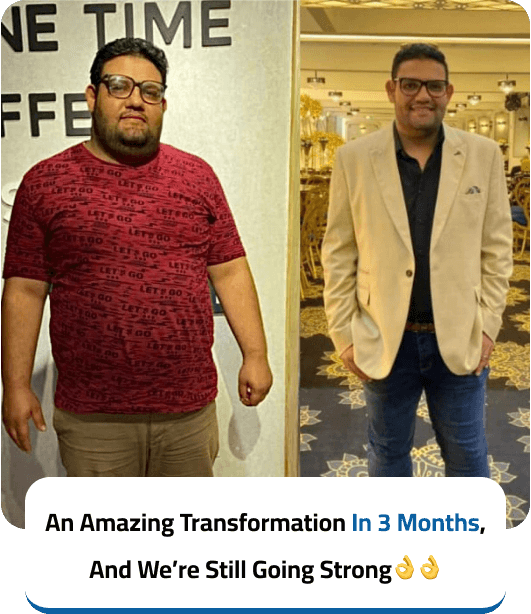 NE TIME
FFE
LET'S GO
An Amazing Transformation In 3 Months,
And We're Still Going Strong👌👌